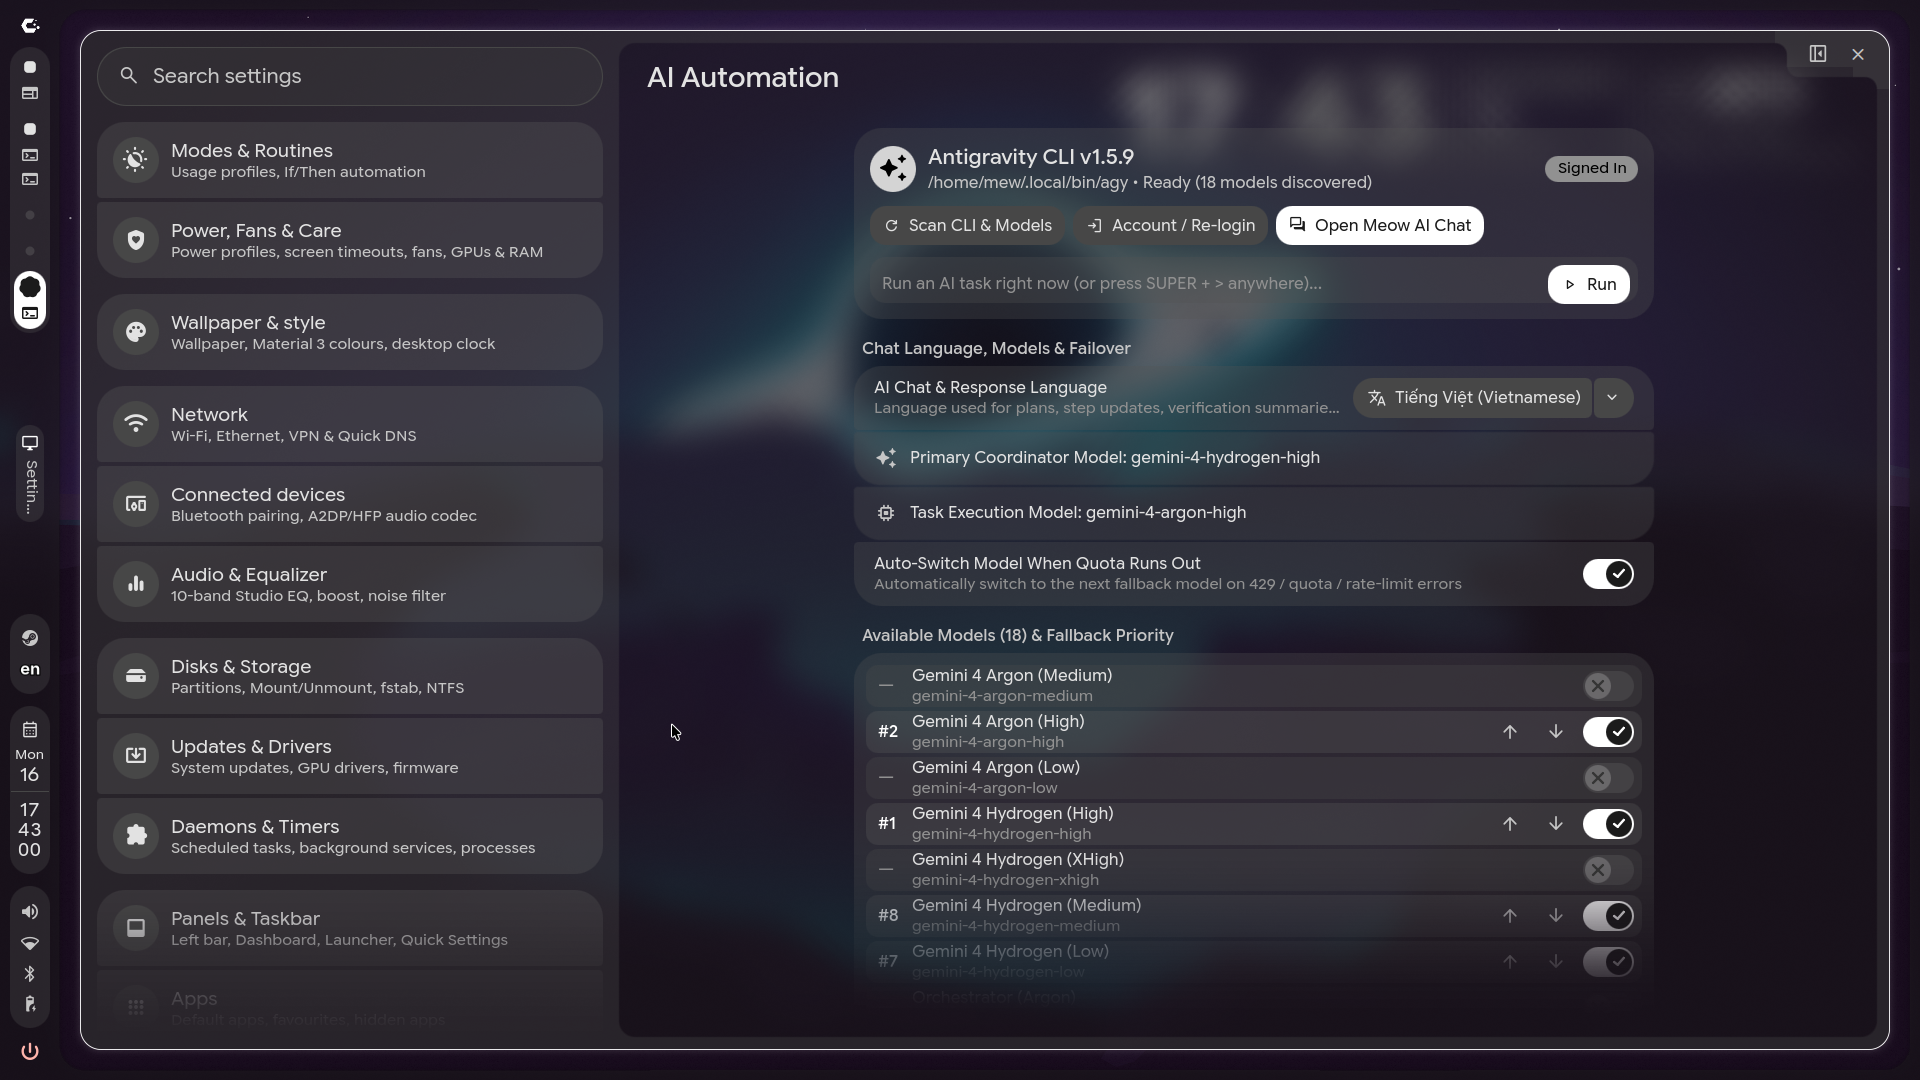 Search settings
Modes & Routines
Usage profiles, If/Then automation
Power, Fans & Care
Power profiles, screen timeouts, fans, GPUs & RAM
Wallpaper & style
Wallpaper, Material 3 colours, desktop clock
Network
Wi-Fi, Ethernet, VPN & Quick DNS
Connected devices
Bluetooth pairing, A2DP/HFP audio codec
Audio & Equalizer
10-band Studio EQ, boost, noise filter
Disks & Storage
Partitions, Mount/Unmount, fstab, NTFS
Updates & Drivers
System updates, GPU drivers, firmware
Daemons & Timers
Scheduled tasks, background services, processes
Panels & Taskbar
Left bar, Dashboard, Launcher, Quick Settings
Apps
Default apps, favourites, hidden apps
Settin...
en
Mon
16
17
43
00
AI Automation
Antigravity CLI v1.5.9
/home/mew/.local/bin/agy • Ready (18 models discovered)
Signed In
Scan CLI & Models
Account / Re-login
Open Meow AI Chat
Run an AI task right now (or press SUPER + > anywhere)...
Run
Chat Language, Models & Failover
AI Chat & Response Language
Language used for plans, step updates, verification summarie...
Tiếng Việt (Vietnamese)
Primary Coordinator Model: gemini-4-hydrogen-high
Task Execution Model: gemini-4-argon-high
Auto-Switch Model When Quota Runs Out
Automatically switch to the next fallback model on 429 / quota / rate-limit errors
Available Models (18) & Fallback Priority
Gemini 4 Argon (Medium)
gemini-4-argon-medium
#2
Gemini 4 Argon (High)
gemini-4-argon-high
Gemini 4 Argon (Low)
gemini-4-argon-low
#1
Gemini 4 Hydrogen (High)
gemini-4-hydrogen-high
Gemini 4 Hydrogen (XHigh)
gemini-4-hydrogen-xhigh
#8
Gemini 4 Hydrogen (Medium)
gemini-4-hydrogen-medium
#7
Gemini 4 Hydrogen (Low)
gemini-4-hydrogen-low
Orchestrator (Argon)